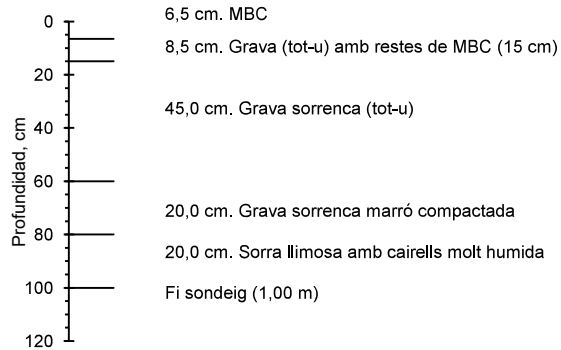 0
6,5 cm. MBC
8,5 cm. Grava (tot-u) amb restes de MBC (15 cm)
20
45,0 cm. Grava sorrenca (tot-u)
40
Profundidad, cm
60
20,0 cm. Grava sorrenca marró compactada
80
20,0 cm. Sorra llimosa amb cairells molt humida
100
Fi sondeig (1,00 m)
120